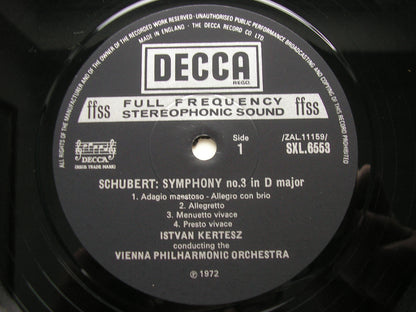 ALL RIGHTS OF THE MANUFACTURER AND OF THE OWNER OF THE RECORDED WORK RESERVED · UNAUTHORISED PUBLIC PERFORMANCE BROADCASTING AND COPYING OF THIS RECORD PROHIBITED
MADE IN ENGLAND · THE DECCA RECORD CO LTD
DECCA
REGD.
ffss FULL FREQUENCY ffss
STEREOPHONIC SOUND
DECCA
Side
1
/ZAL.11159/
SXL.6553
SCHUBERT: SYMPHONY no.3 in D major
1. Adagio maestoso - Allegro con brio
2. Allegretto
3. Menuetto vivace
4. Presto vivace
ISTVAN KERTESZ
conducting the
VIENNA PHILHARMONIC ORCHESTRA
℗ 1972